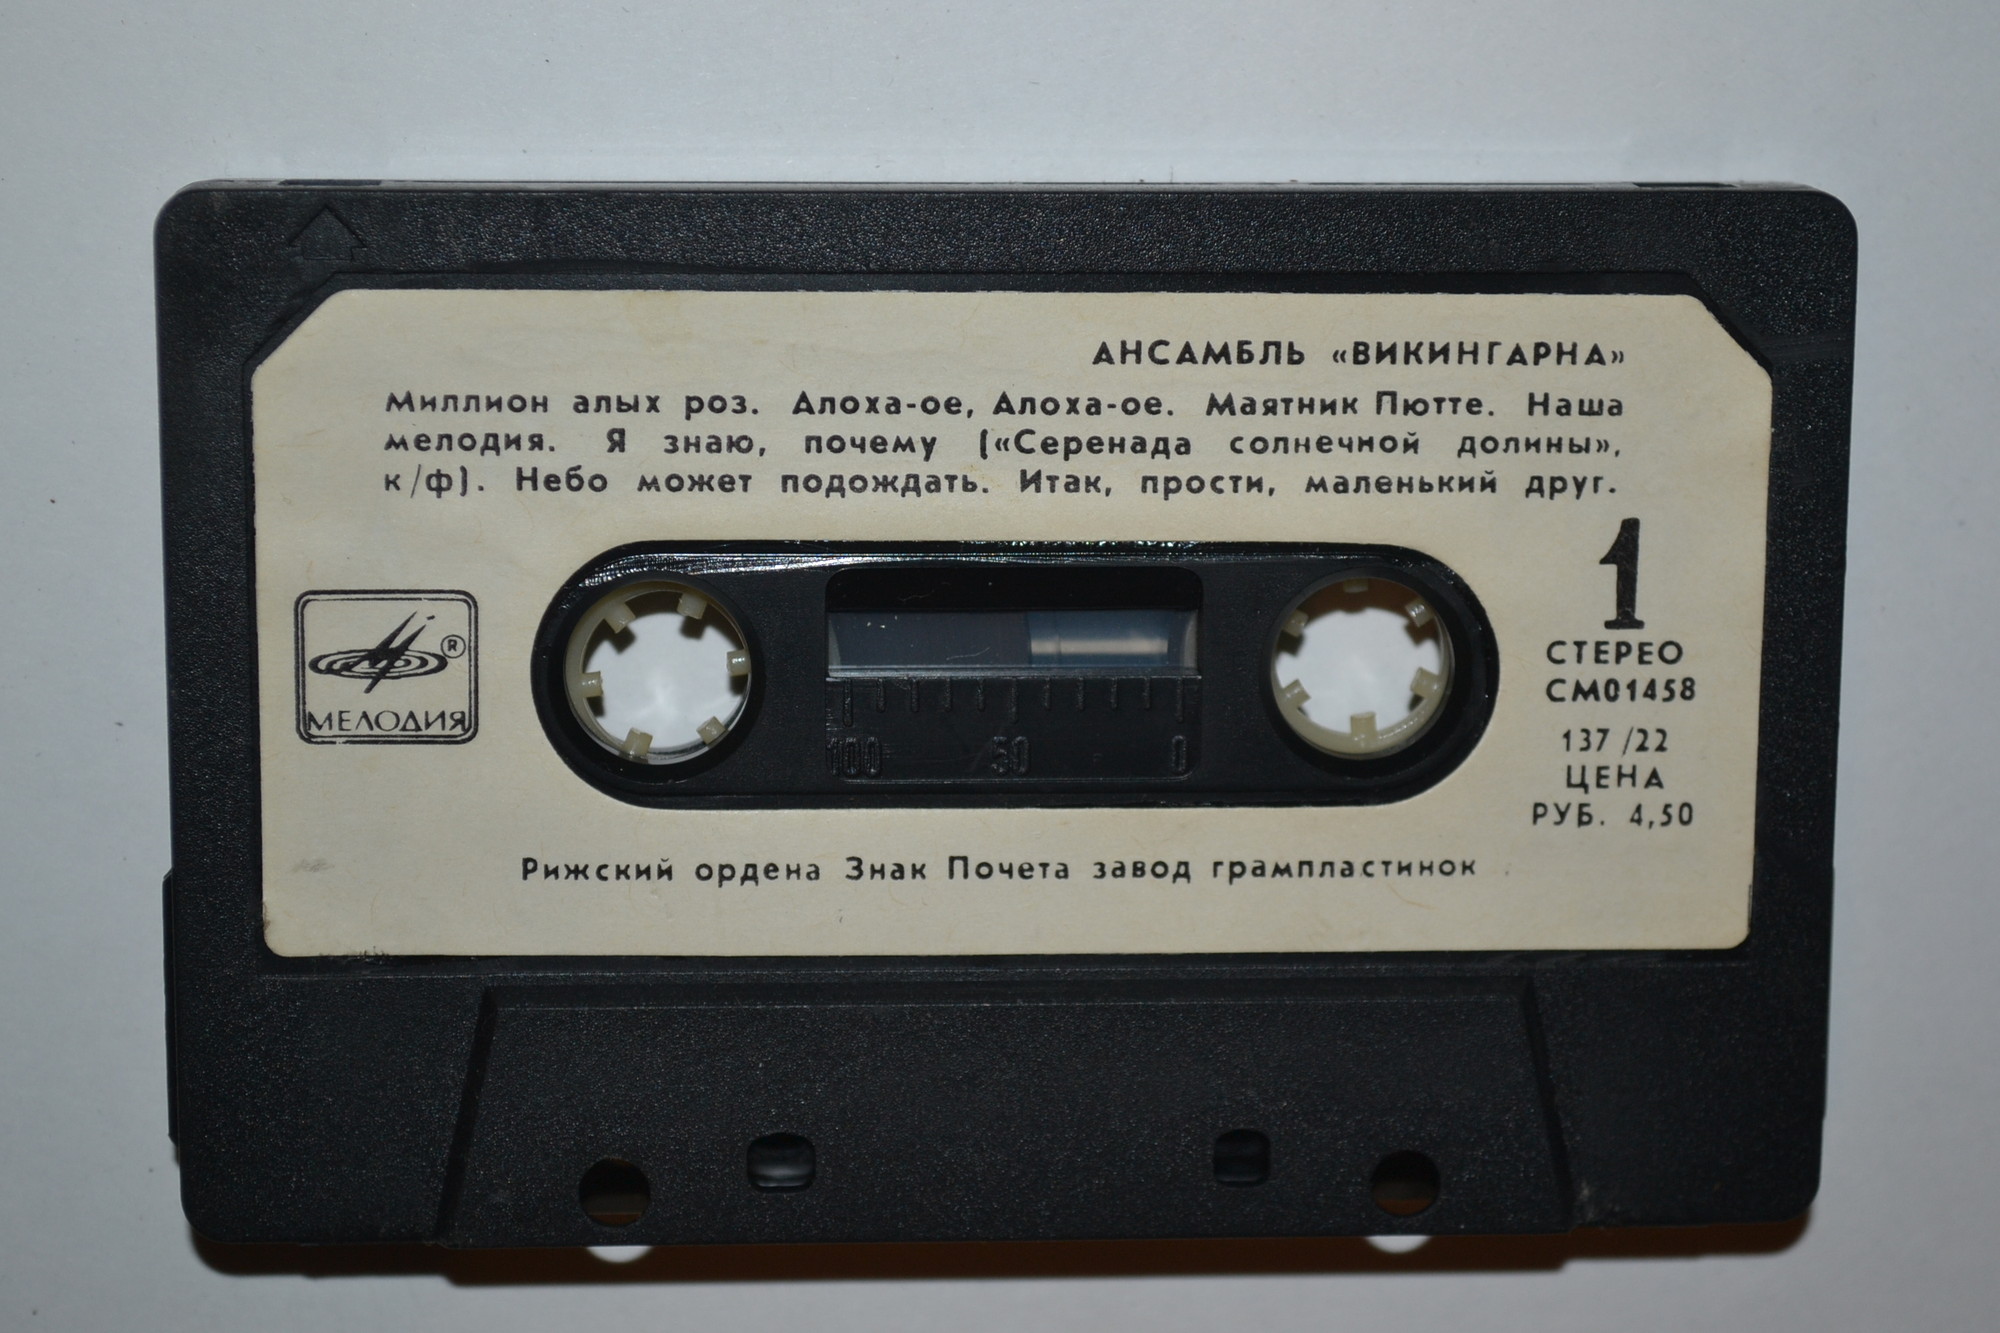 АНСАМБЛЬ «ВИКИНГАРНА»
Миллион алых роз. Алоха-ое, Алоха-ое. Маятник Пютте. Наша
мелодия. Я знаю, почему («Серенада солнечной долины»,
к/ф). Небо может подождать. Итак, прости, маленький друг.
1
СТЕРЕО
СМ01458
137/22
ЦЕНА
РУБ. 4,50
®
МЕЛОДИЯ
100 50 0
Рижский ордена Знак Почета завод грампластинок